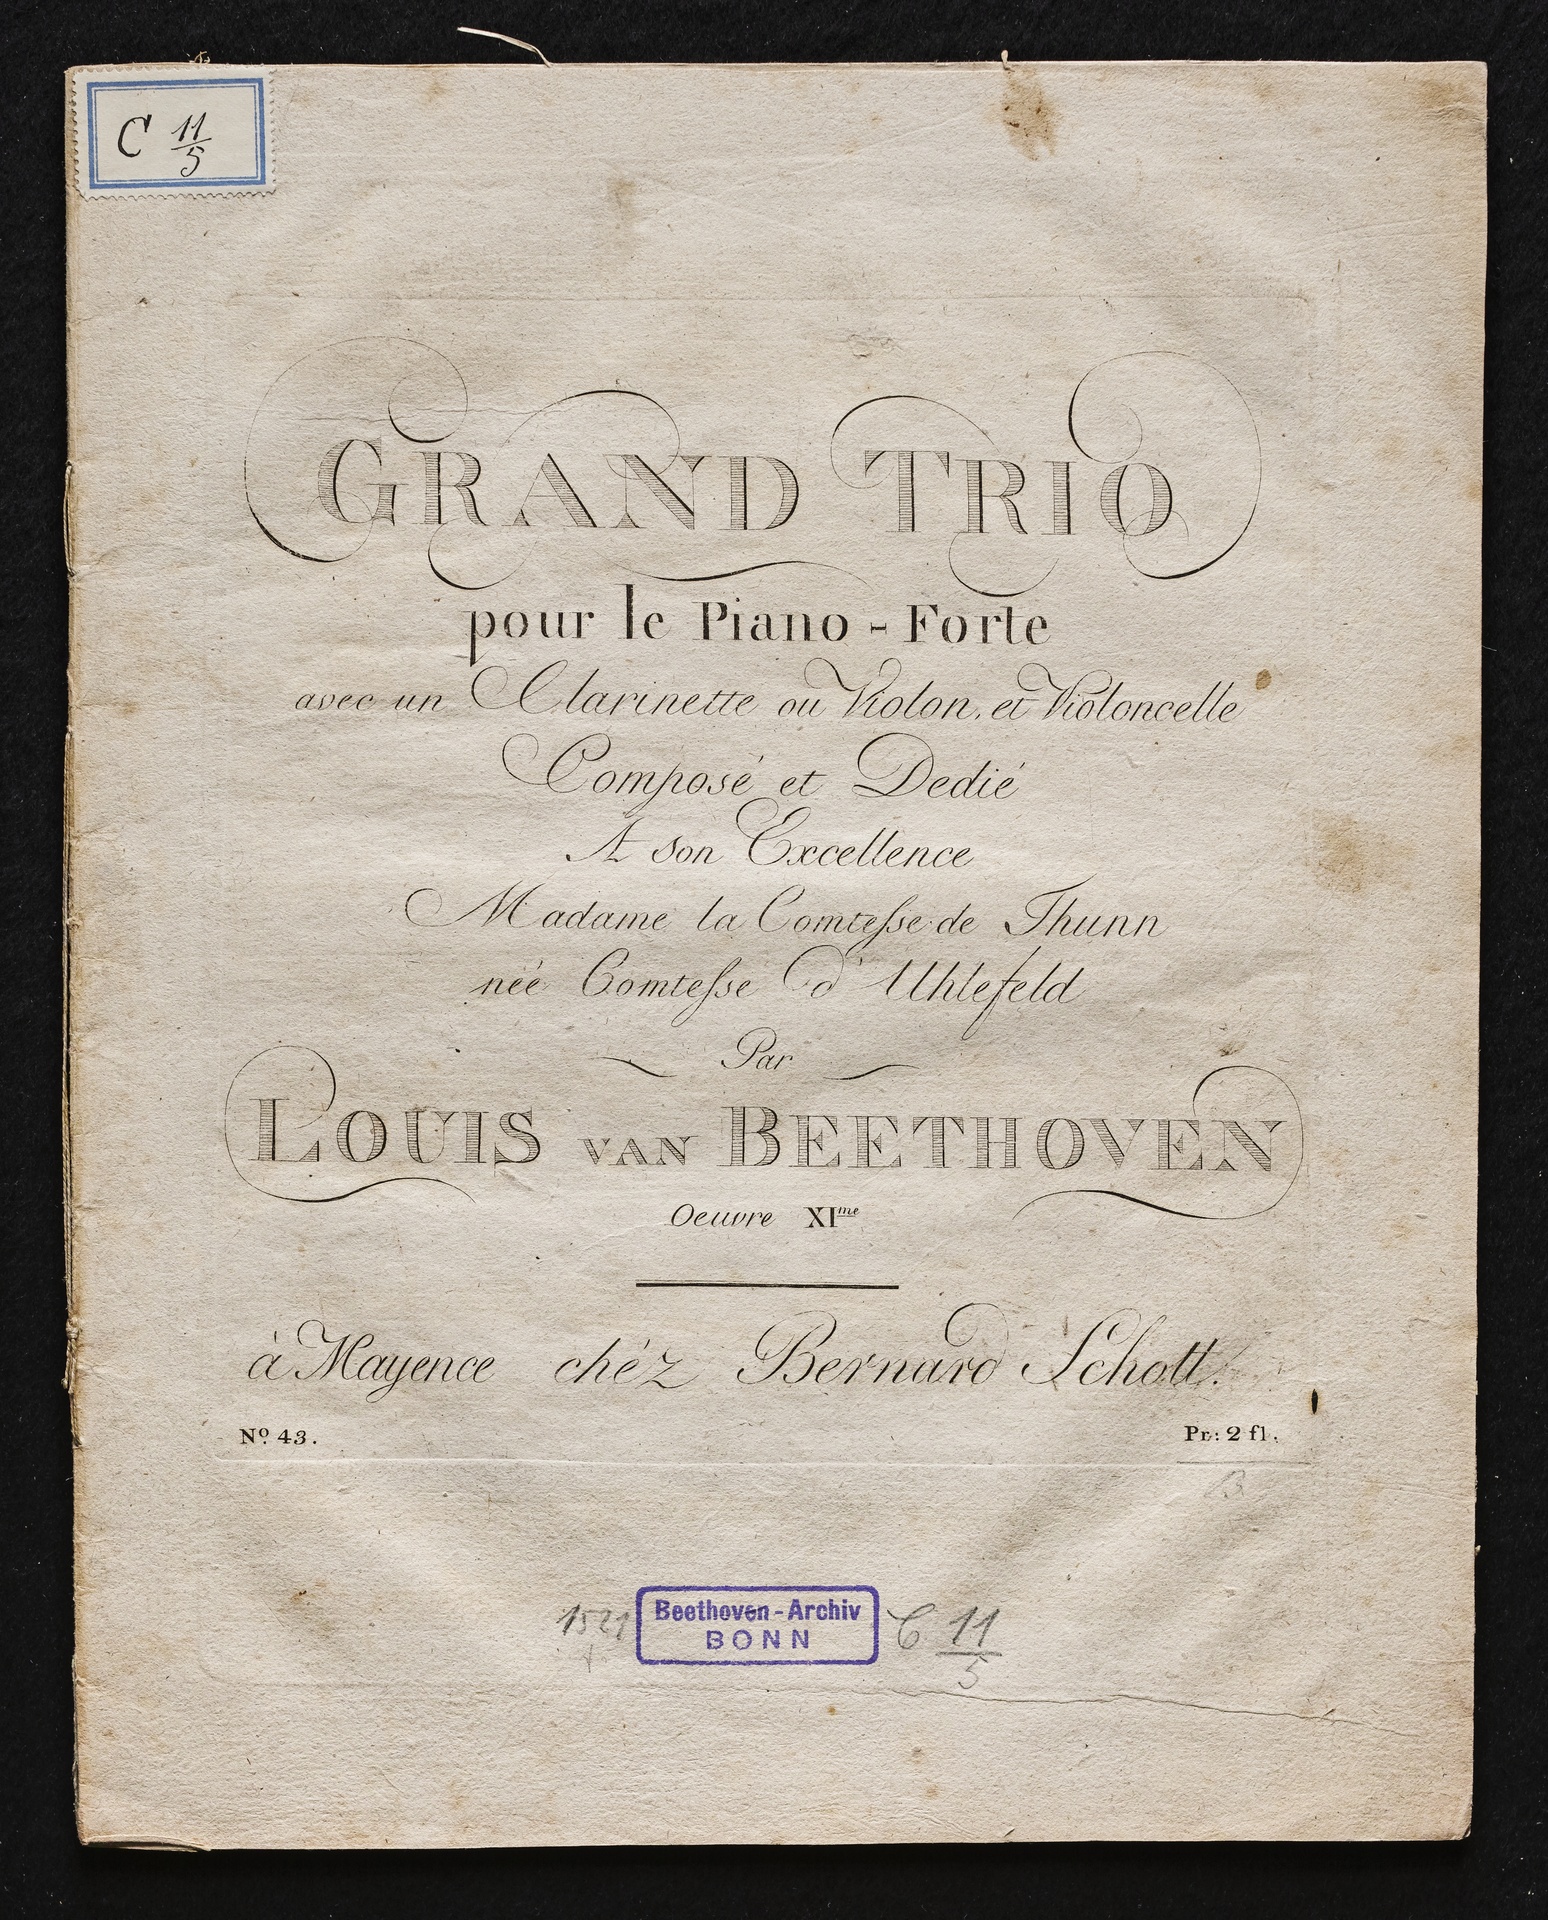 C 11/5
GRAND TRIO
pour le Piano-Forte
avec un Clarinette ou Violon, et Violoncelle
Composé et Dedié
A son Excellence
Madame la Comtesse de Thunn
née Comtesse d'Uhlefeld
Par
LOUIS VAN BEETHOVEN
Oeuvre XIme
à Mayence chéz Bernard Schott.
No. 43.
Pr: 2 fl.
Beethoven-Archiv
BONN
C 11/5